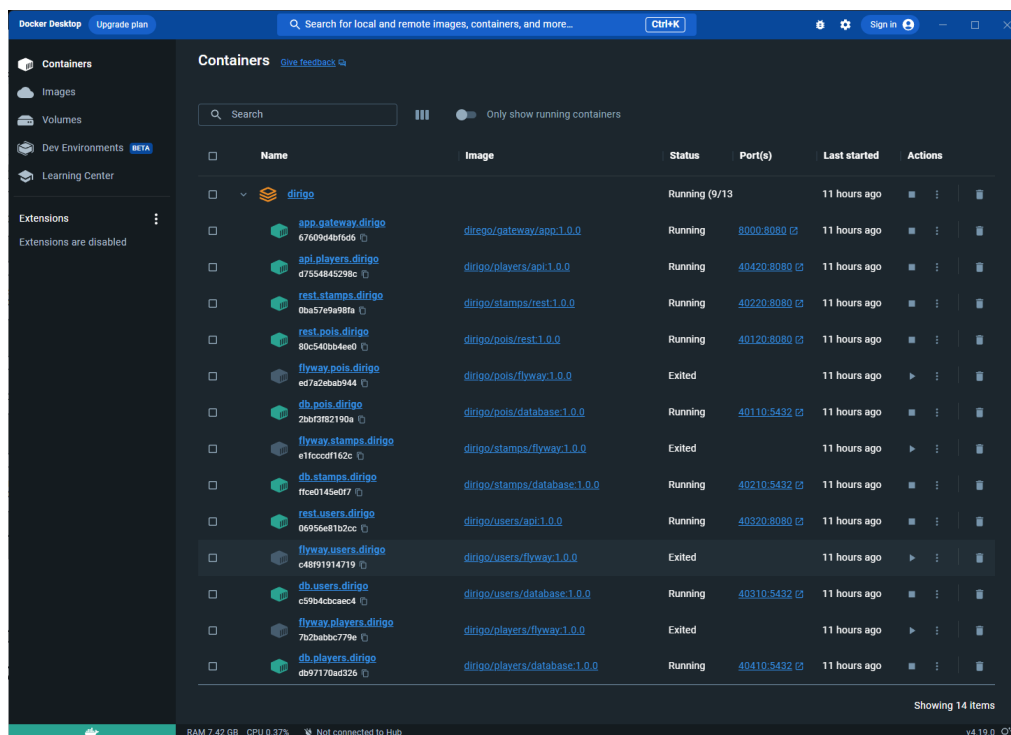 Docker Desktop Upgrade plan Search for local and remote images, containers, and more... Ctrl+K Sign in
Containers
Images
Volumes
Dev Environments BETA
Learning Center
Extensions
Extensions are disabled
Containers Give feedback
Search Only show running containers
Name Image Status Port(s) Last started Actions
dirigo Running (9/13 11 hours ago
app.gateway.dirigo dirego/gateway/app:1.0.0 Running 8000:8080 11 hours ago
67609d4bf6d6
api.players.dirigo dirigo/players/api:1.0.0 Running 40420:8080 11 hours ago
d7554845298c
rest.stamps.dirigo dirigo/stamps/rest:1.0.0 Running 40220:8080 11 hours ago
0ba57e9a98fa
rest.pois.dirigo dirigo/pois/rest:1.0.0 Running 40120:8080 11 hours ago
80c540bb4ee0
flyway.pois.dirigo dirigo/pois/flyway:1.0.0 Exited 11 hours ago
ed7a2ebab944
db.pois.dirigo dirigo/pois/database:1.0.0 Running 40110:5432 11 hours ago
2bbf3f82190a
flyway.stamps.dirigo dirigo/stamps/flyway:1.0.0 Exited 11 hours ago
e1fcccdf162c
db.stamps.dirigo dirigo/stamps/database:1.0.0 Running 40210:5432 11 hours ago
ffce0145e0f7
rest.users.dirigo dirigo/users/api:1.0.0 Running 40320:8080 11 hours ago
06956e81b2cc
flyway.users.dirigo dirigo/users/flyway:1.0.0 Exited 11 hours ago
c48f91914719
db.users.dirigo dirigo/users/database:1.0.0 Running 40310:5432 11 hours ago
c59b4cbcaec4
flyway.players.dirigo dirigo/players/flyway:1.0.0 Exited 11 hours ago
7b2babbc779e
db.players.dirigo dirigo/players/database:1.0.0 Running 40410:5432 11 hours ago
db97170ad326
Showing 14 items
RAM 7.42 GB CPU 0.37% Not connected to Hub v4.19.0